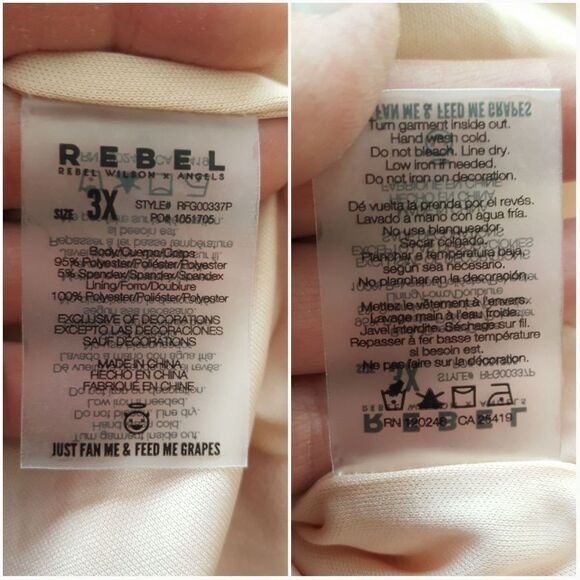 REBEL
REBEL WILSON x ANGELS
SIZE 3X STYLE# RFG00337P
PO# 1051705
Body/Cuerpo/Corps
95% Polyester/Poliéster/Polyester
5% Spandex/Spandex/Spandex
Lining/Forro/Doublure
100% Polyester/Poliéster/Polyester
EXCLUSIVE OF DECORATIONS
EXCEPTO LAS DECORACIONES
SAUF DÉCORATIONS
MADE IN CHINA
HECHO EN CHINA
FABRIQUÉ EN CHINE
JUST FAN ME & FEED ME GRAPES
Turn garment inside out.
Hand wash cold.
Do not bleach. Line dry.
Low iron if needed.
Do not iron on decoration.
Dé vuelta la prenda por el revés.
Lavado a mano con agua fría.
No use blanqueador.
Secar colgado.
Planchar a temperatura baja
según sea necesario.
No planchar en la decoración.
Mettez le vêtement à l'envers.
Lavage main à l'eau froide.
Javel interdite. Séchage sur fil.
Repasser à fer basse température
si besoin est.
Ne pas faire sur la décoration.
RN 120246 CA 26419